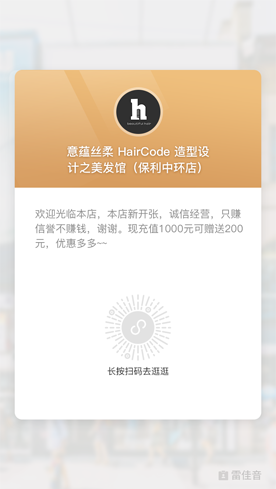 h
意蕴丝柔 HairCode 造型设
计之美发馆（保利中环店）
欢迎光临本店，本店新开张，诚信经营，只赚
信誉不赚钱，谢谢。现充值1000元可赠送200
元，优惠多多~~
长按扫码去逛逛
雷佳音